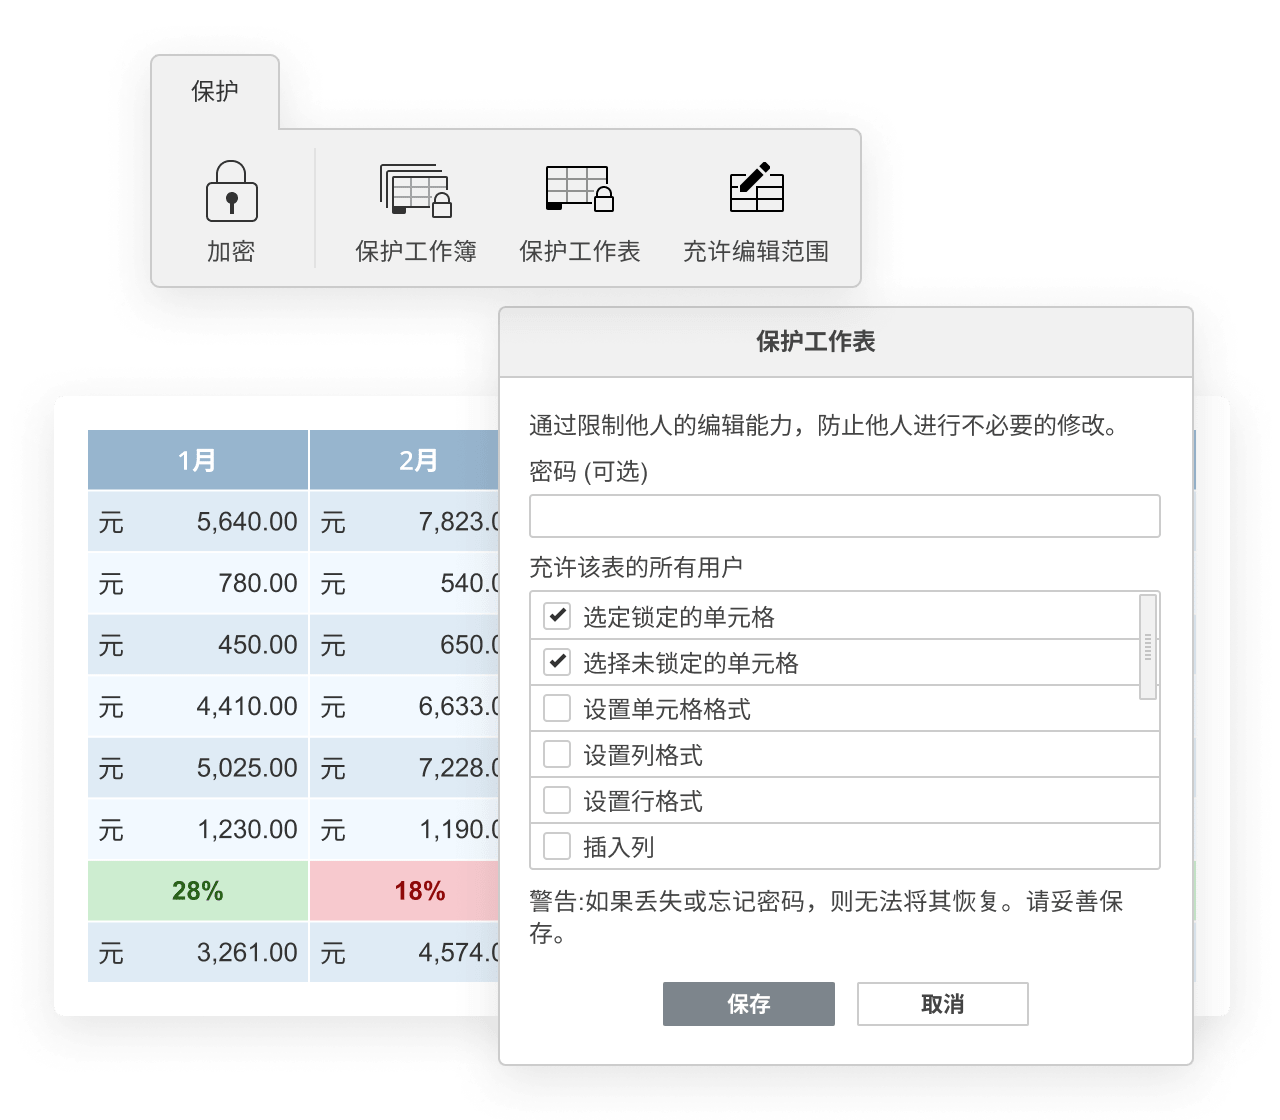 保护
加密
保护工作簿
保护工作表
充许编辑范围
保护工作表
通过限制他人的编辑能力，防止他人进行不必要的修改。
密码 (可选)
充许该表的所有用户
选定锁定的单元格
选择未锁定的单元格
设置单元格格式
设置列格式
设置行格式
插入列
警告:如果丢失或忘记密码，则无法将其恢复。请妥善保
存。
保存 取消
1月 2月
元 5,640.00 元 7,823.0
元 780.00 元 540.
元 450.00 元 650.
元 4,410.00 元 6,633.0
元 5,025.00 元 7,228.0
元 1,230.00 元 1,190.0
28% 18%
元 3,261.00 元 4,574.0